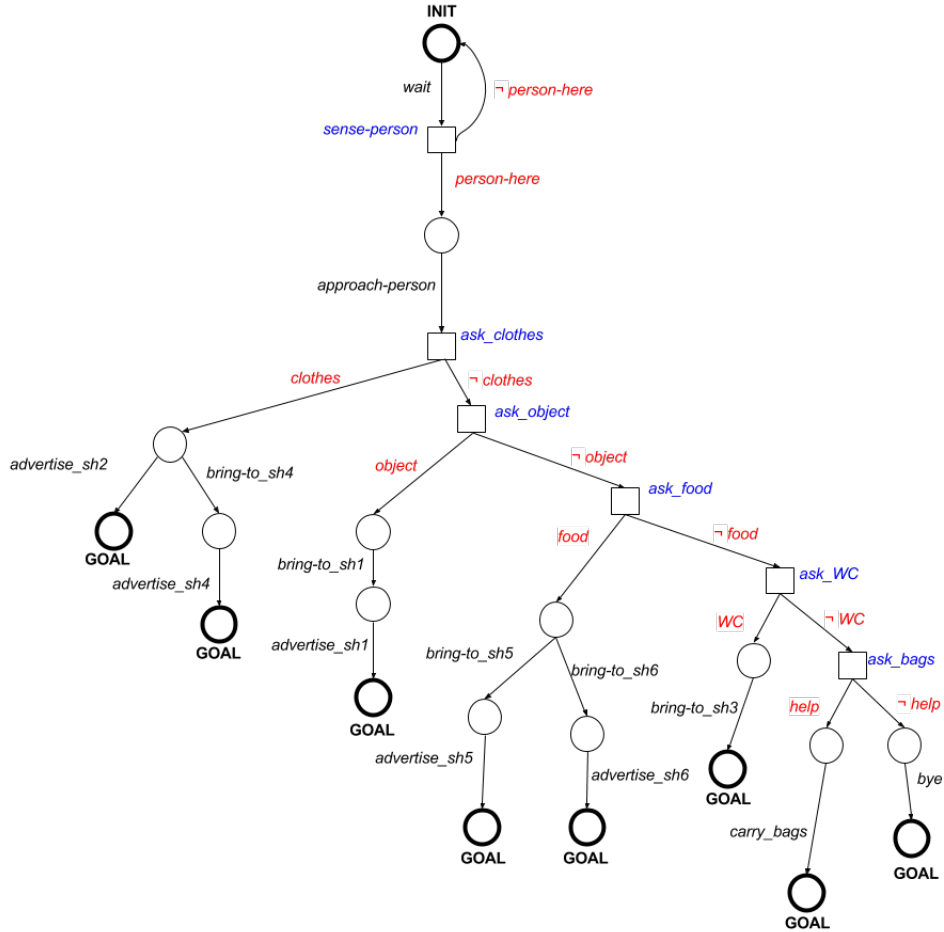 INIT
wait
¬ person-here
sense-person
person-here
approach-person
ask_clothes
clothes
¬ clothes
ask_object
advertise_sh2
bring-to_sh4
object
¬ object
ask_food
GOAL
advertise_sh4
bring-to_sh1
food
¬ food
ask_WC
GOAL
advertise_sh1
WC
¬ WC
bring-to_sh5
bring-to_sh6
ask_bags
GOAL
bring-to_sh3
help
¬ help
advertise_sh5
advertise_sh6
bye
GOAL
carry_bags
GOAL
GOAL
GOAL
GOAL